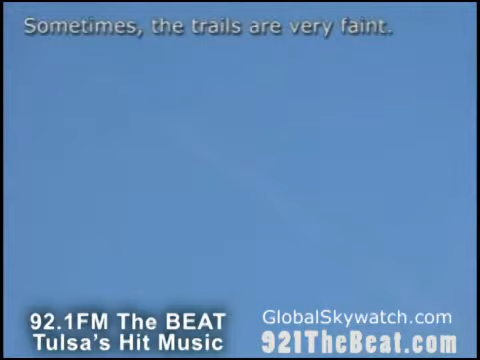 Sometimes, the trails are very faint.
92.1FM The BEAT
Tulsa's Hit Music
GlobalSkywatch.com
921TheBeat.com